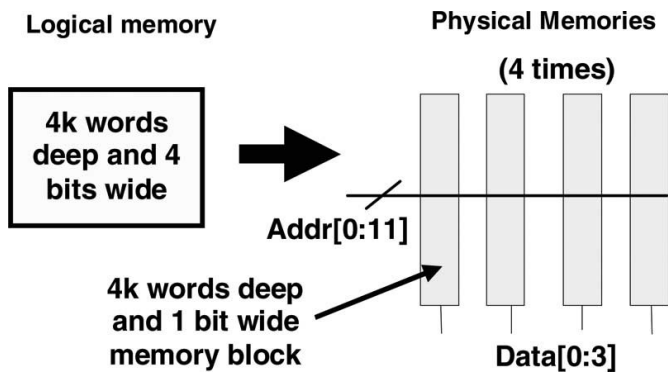 Logical memory
Physical Memories
(4 times)
4k words
deep and 4
bits wide
Addr[0:11]
4k words deep
and 1 bit wide
memory block
Data[0:3]